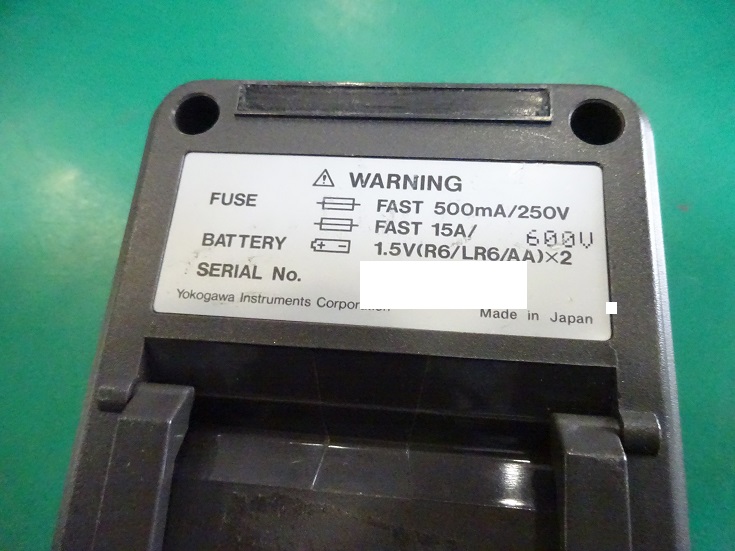 WARNING
FUSE FAST 500mA/250V
FAST 15A/ 600V
BATTERY 1.5V(R6/LR6/AA)×2
SERIAL No.
Yokogawa Instruments Corporation
Made in Japan